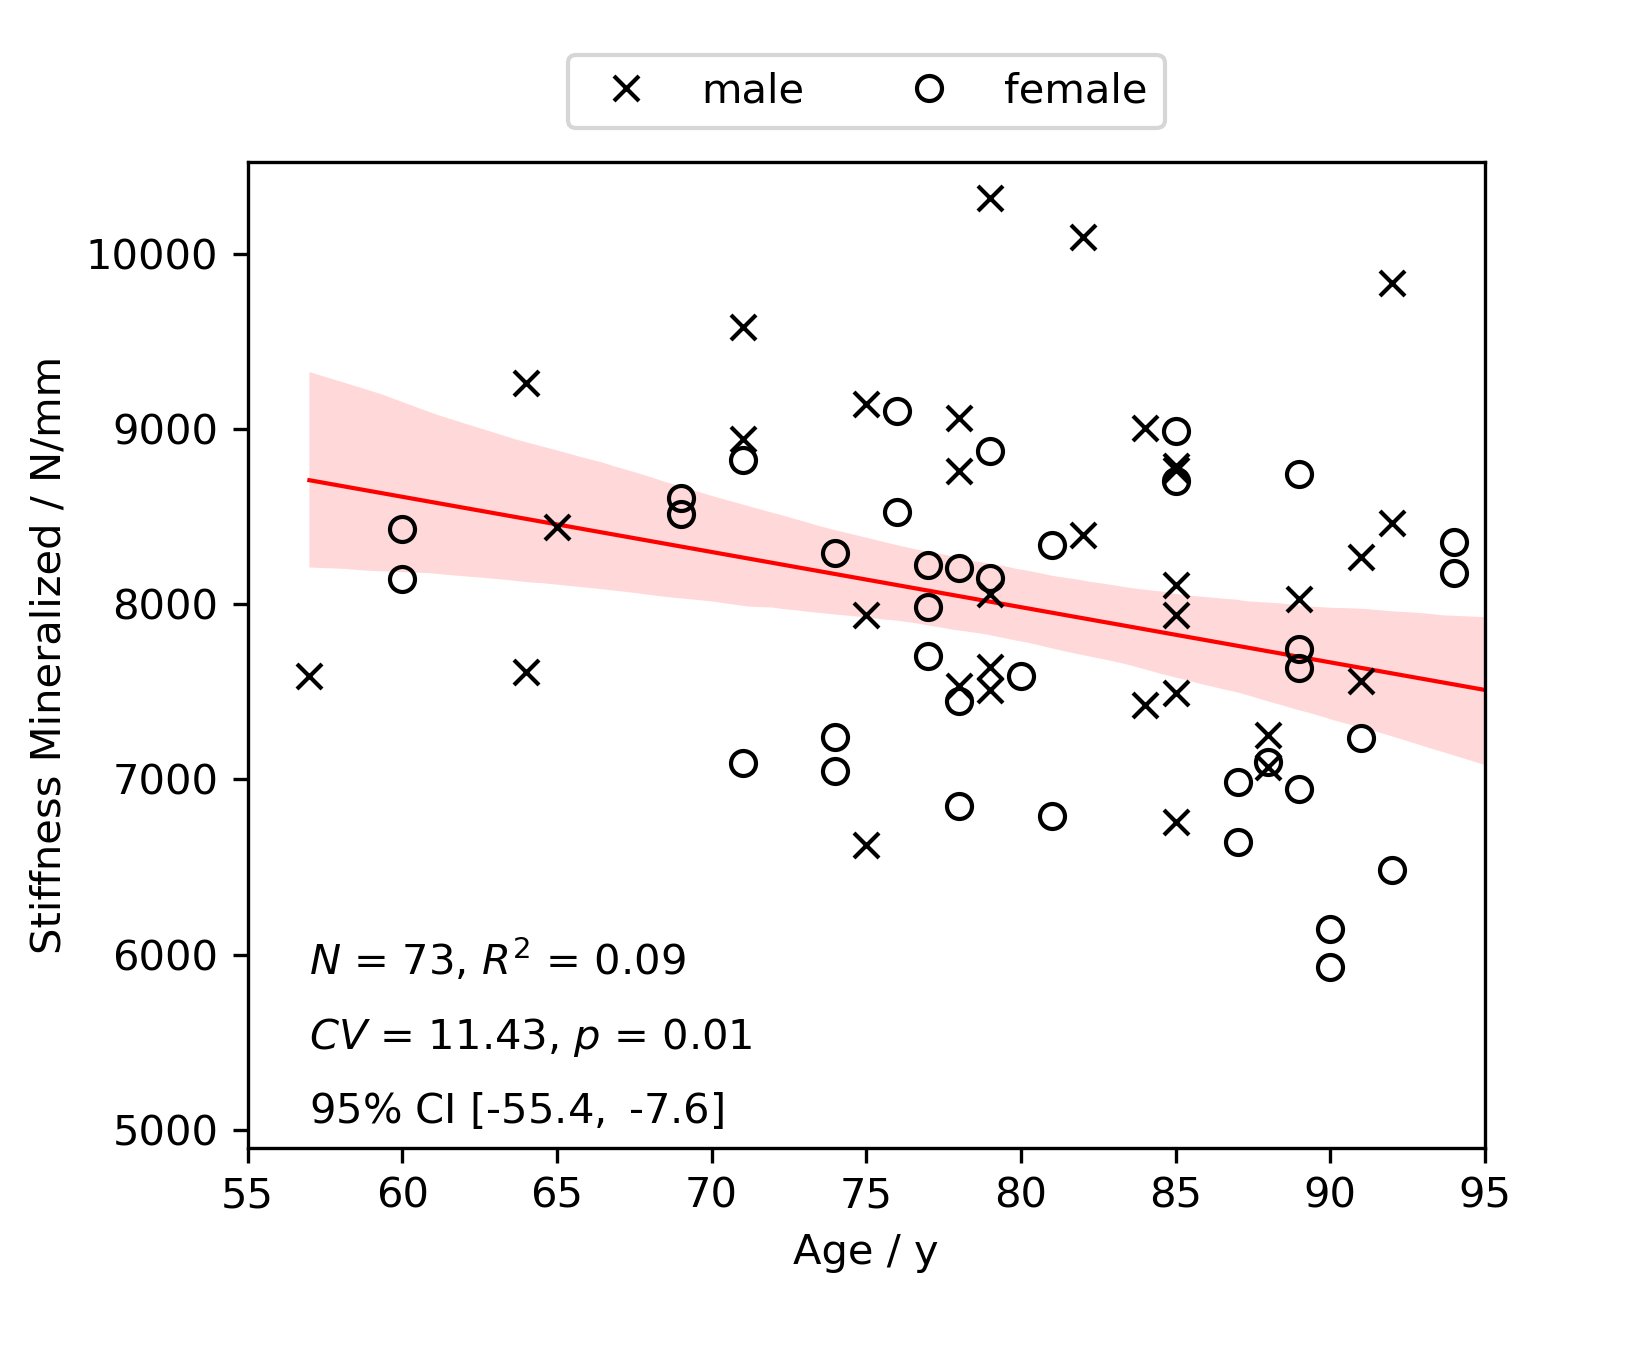 male female
10000
9000
8000
7000
6000
5000
Stiffness Mineralized / N/mm
N = 73, R² = 0.09
CV = 11.43, p = 0.01
95% CI [-55.4, -7.6]
55 60 65 70 75 80 85 90 95
Age / y